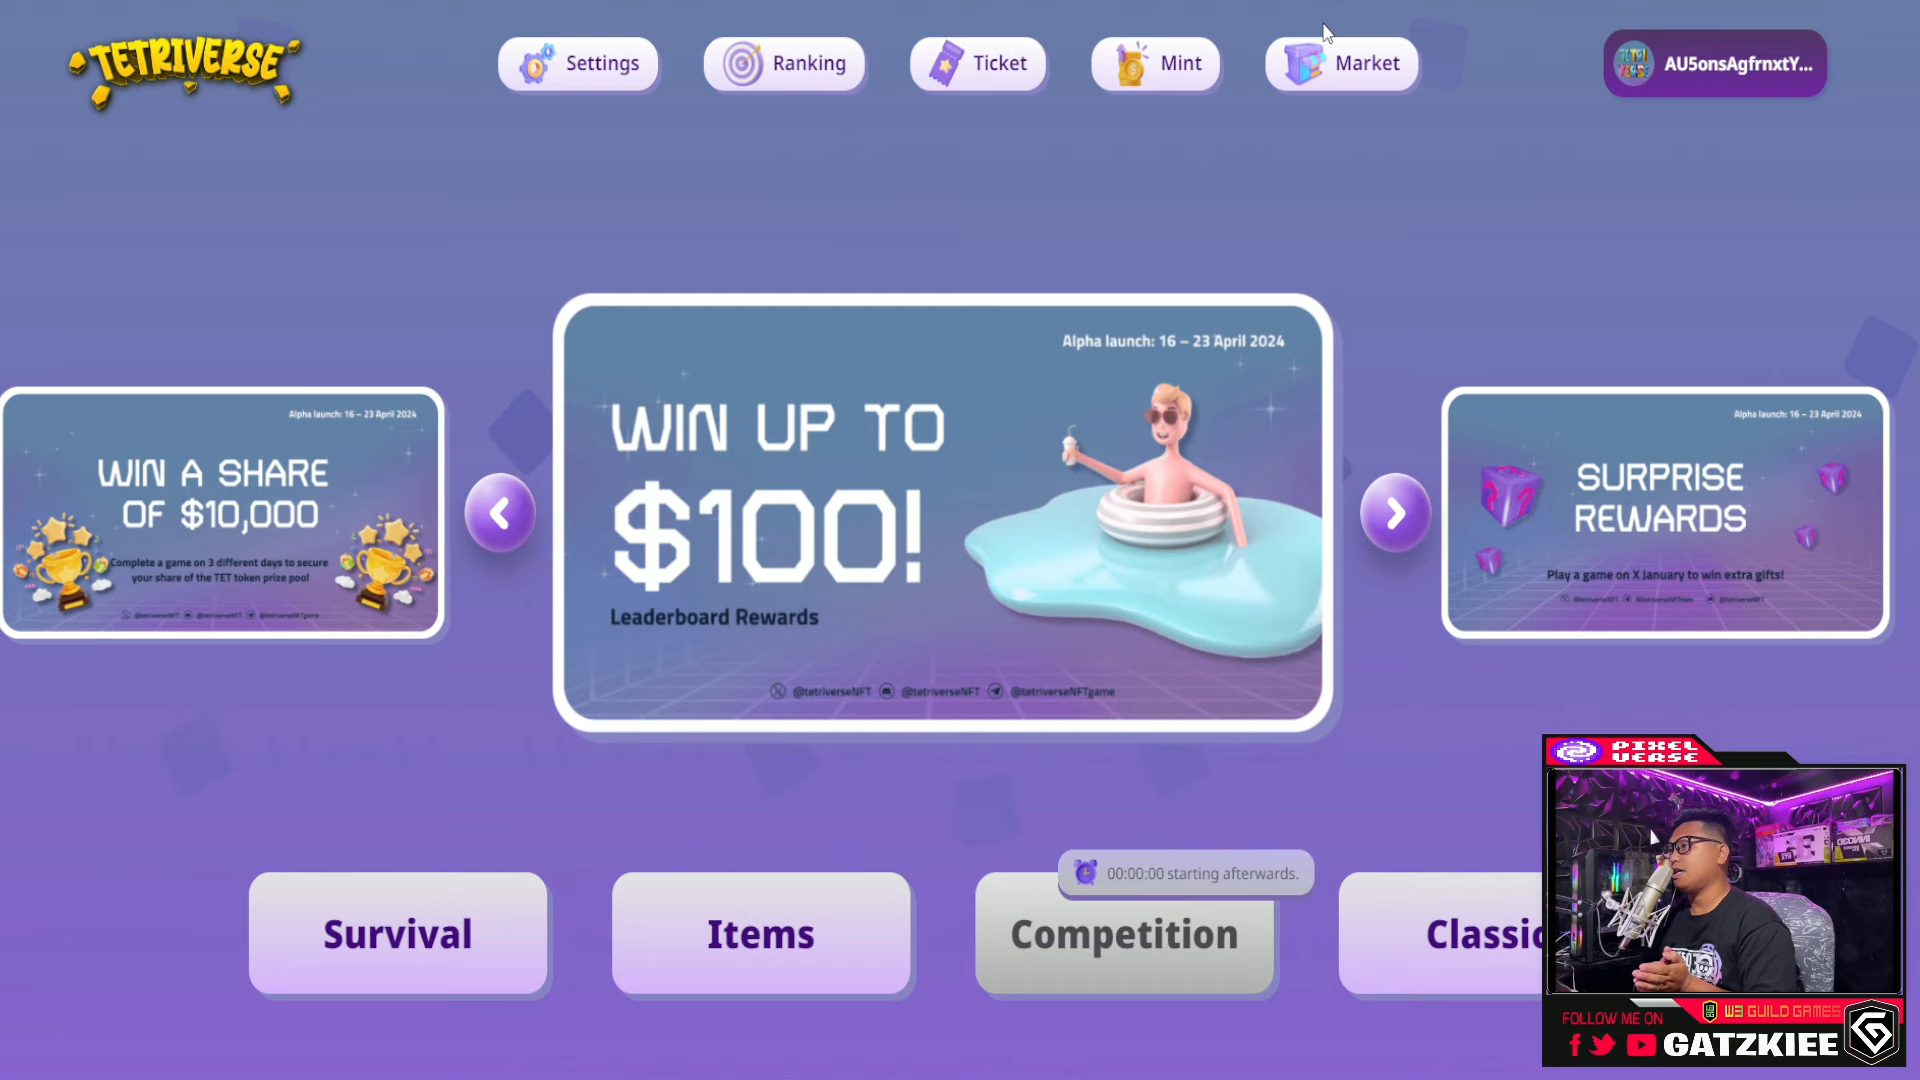 TETRIVERSE
Settings
Ranking
Ticket
Mint
Market
AU5onsAgfrnxtY...
Alpha launch: 16 – 23 April 2024
WIN A SHARE
OF $10,000
Complete a game on 3 different days to secure
your share of the TET token prize pool
@tetriverseNFT @tetriverseNFT @tetriverseNFTgame
Alpha launch: 16 – 23 April 2024
WIN UP TO
$100!
Leaderboard Rewards
@tetriverseNFT @tetriverseNFT @tetriverseNFTgame
Alpha launch: 16 – 23 April 2024
SURPRISE
REWARDS
Play a game on X January to win extra gifts!
00:00:00 starting afterwards.
Survival
Items
Competition
Classic
PIXEL
VERSE
FOLLOW ME ON
W3 GUILD GAMES
GATZKIEE